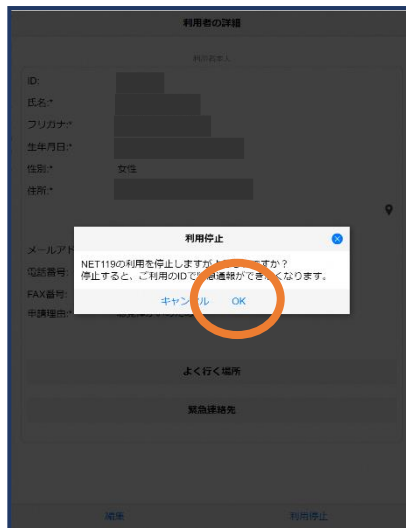 利用者の詳細
利用者本人
ID:
氏名:*
フリガナ:*
生年月日:*
性別:* 女性
住所:*
利用停止
NET119の利用を停止しますが
停止すると、ご利用のIDで 通報ができ なくなります。
キャンセル OK
メールアド
電話番号:
FAX番号:
申請理由:*
よく行く場所
緊急連絡先
編集 利用停止